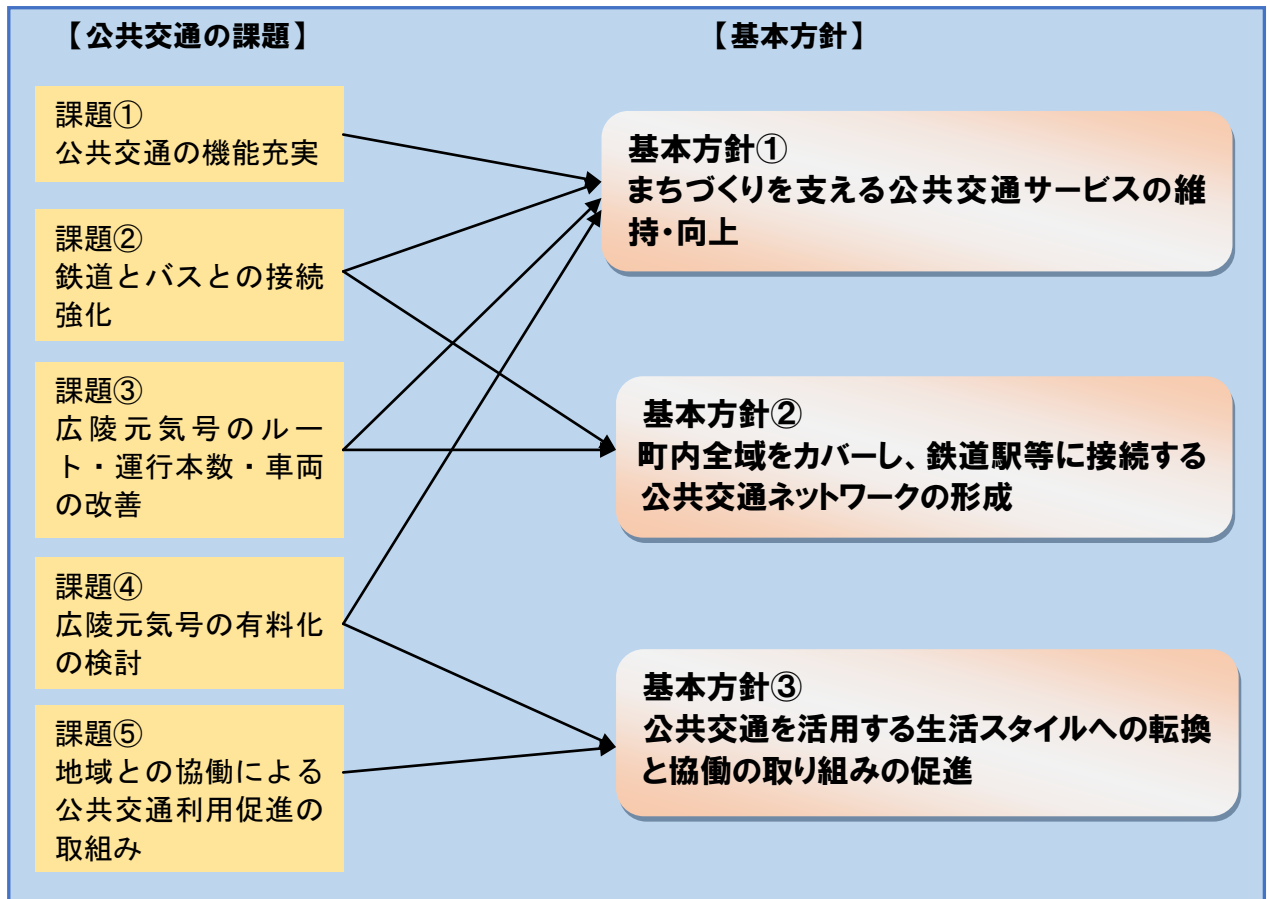 【公共交通の課題】
【基本方針】
課題①
公共交通の機能充実
課題②
鉄道とバスとの接続
強化
課題③
広陵元気号のルー
ト・運行本数・車両
の改善
課題④
広陵元気号の有料化
の検討
課題⑤
地域との協働による
公共交通利用促進の
取組み
基本方針①
まちづくりを支える公共交通サービスの維
持・向上
基本方針②
町内全域をカバーし、鉄道駅等に接続する
公共交通ネットワークの形成
基本方針③
公共交通を活用する生活スタイルへの転換
と協働の取り組みの促進